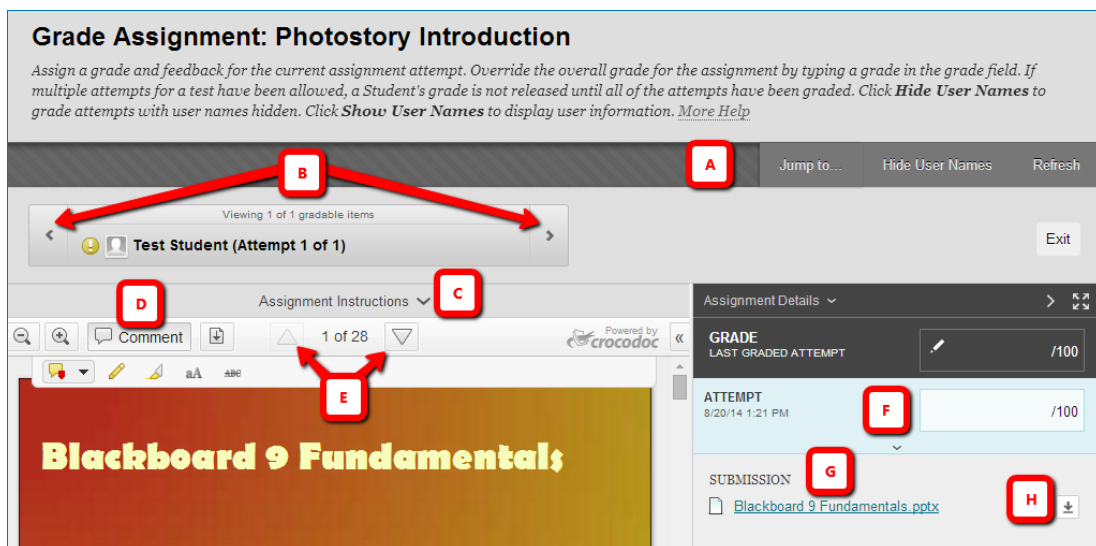 Grade Assignment: Photostory Introduction
Assign a grade and feedback for the current assignment attempt. Override the overall grade for the assignment by typing a grade in the grade field. If
multiple attempts for a test have been allowed, a Student's grade is not released until all of the attempts have been graded. Click Hide User Names to
grade attempts with user names hidden. Click Show User Names to display user information. More Help
A Jump to... Hide User Names Refresh
B
Viewing 1 of 1 gradable items
Test Student (Attempt 1 of 1)
Exit
D
Assignment Instructions C
Comment 1 of 28 Powered by
crocodoc
aA ABC
E
Blackboard 9 Fundamentals
Assignment Details
GRADE
LAST GRADED ATTEMPT /100
ATTEMPT
8/20/14 1:21 PM F /100
SUBMISSION G
Blackboard 9 Fundamentals.pptx H